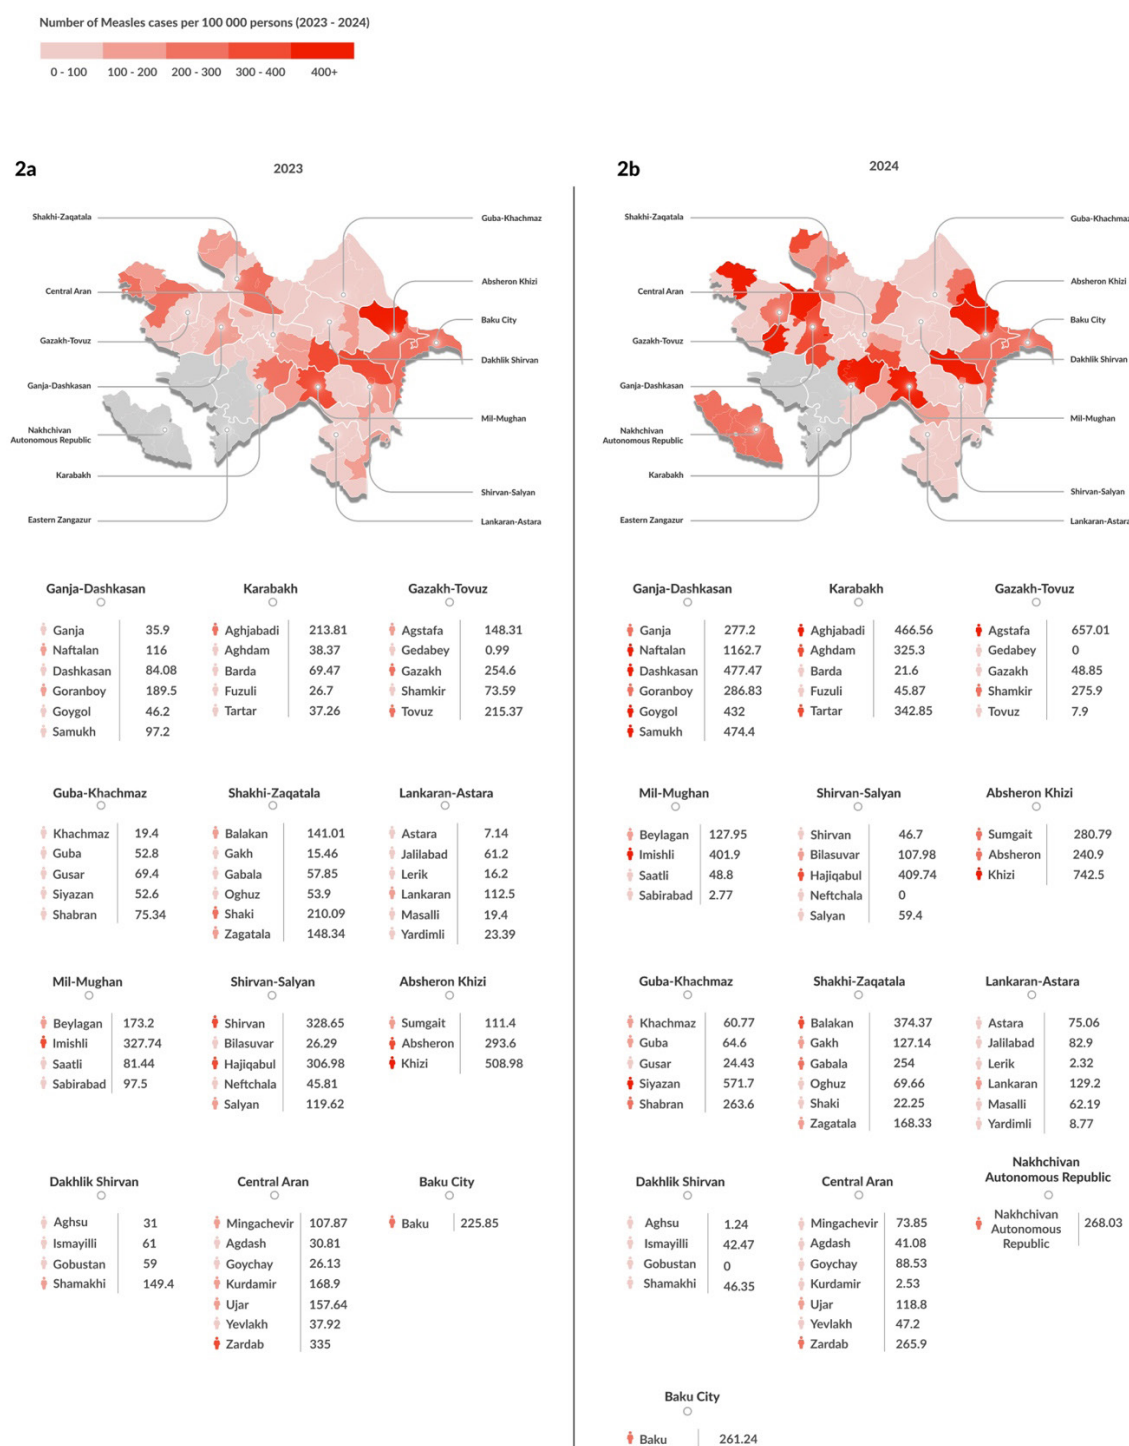 Number of Measles cases per 100 000 persons (2023 - 2024)
0 - 100 100 - 200 200 - 300 300 - 400 400+
2a
2023
Shakhi-Zaqatala
Guba-Khachmaz
Central Aran
Absheron Khizi
Baku City
Gazakh-Tovuz
Dakhlik Shirvan
Ganja-Dashkasan
Mil-Mughan
Nakhchivan
Autonomous Republic
Karabakh
Shirvan-Salyan
Eastern Zangazur
Lankaran-Astara
Ganja-Dashkasan
Ganja 35.9
Naftalan 116
Dashkasan 84.08
Goranboy 189.5
Goygol 46.2
Samukh 97.2
Karabakh
Aghjabadi 213.81
Aghdam 38.37
Barda 69.47
Fuzuli 26.7
Tartar 37.26
Gazakh-Tovuz
Agstafa 148.31
Gedabey 0.99
Gazakh 254.6
Shamkir 73.59
Tovuz 215.37
Guba-Khachmaz
Khachmaz 19.4
Guba 52.8
Gusar 69.4
Siyazan 52.6
Shabran 75.34
Shakhi-Zaqatala
Balakan 141.01
Gakh 15.46
Gabala 57.85
Oghuz 53.9
Shaki 210.09
Zagatala 148.34
Lankaran-Astara
Astara 7.14
Jalilabad 61.2
Lerik 16.2
Lankaran 112.5
Masalli 19.4
Yardimli 23.39
Mil-Mughan
Beylagan 173.2
Imishli 327.74
Saatli 81.44
Sabirabad 97.5
Shirvan-Salyan
Shirvan 328.65
Bilasuvar 26.29
Hajiqabul 306.98
Neftchala 45.81
Salyan 119.62
Absheron Khizi
Sumgait 111.4
Absheron 293.6
Khizi 508.98
Dakhlik Shirvan
Aghsu 31
Ismayilli 61
Gobustan 59
Shamakhi 149.4
Central Aran
Mingachevir 107.87
Agdash 30.81
Goychay 26.13
Kurdamir 168.9
Ujar 157.64
Yevlakh 37.92
Zardab 335
Baku City
Baku 225.85
2b
2024
Shakhi-Zaqatala
Guba-Khachmaz
Central Aran
Absheron Khizi
Baku City
Gazakh-Tovuz
Dakhlik Shirvan
Ganja-Dashkasan
Mil-Mughan
Nakhchivan
Autonomous Republic
Karabakh
Shirvan-Salyan
Eastern Zangazur
Lankaran-Astara
Ganja-Dashkasan
Ganja 277.2
Naftalan 1162.7
Dashkasan 477.47
Goranboy 286.83
Goygol 432
Samukh 474.4
Karabakh
Aghjabadi 466.56
Aghdam 325.3
Barda 21.6
Fuzuli 45.87
Tartar 342.85
Gazakh-Tovuz
Agstafa 657.01
Gedabey 0
Gazakh 48.85
Shamkir 275.9
Tovuz 7.9
Mil-Mughan
Beylagan 127.95
Imishli 401.9
Saatli 48.8
Sabirabad 2.77
Shirvan-Salyan
Shirvan 46.7
Bilasuvar 107.98
Hajiqabul 409.74
Neftchala 0
Salyan 59.4
Absheron Khizi
Sumgait 280.79
Absheron 240.9
Khizi 742.5
Guba-Khachmaz
Khachmaz 60.77
Guba 64.6
Gusar 24.43
Siyazan 571.7
Shabran 263.6
Shakhi-Zaqatala
Balakan 374.37
Gakh 127.14
Gabala 254
Oghuz 69.66
Shaki 22.25
Zagatala 168.33
Lankaran-Astara
Astara 75.06
Jalilabad 82.9
Lerik 2.32
Lankaran 129.2
Masalli 62.19
Yardimli 8.77
Dakhlik Shirvan
Aghsu 1.24
Ismayilli 42.47
Gobustan 0
Shamakhi 46.35
Central Aran
Mingachevir 73.85
Agdash 41.08
Goychay 88.53
Kurdamir 2.53
Ujar 118.8
Yevlakh 47.2
Zardab 265.9
Nakhchivan
Autonomous Republic
Nakhchivan 268.03
Autonomous
Republic
Baku City
Baku 261.24